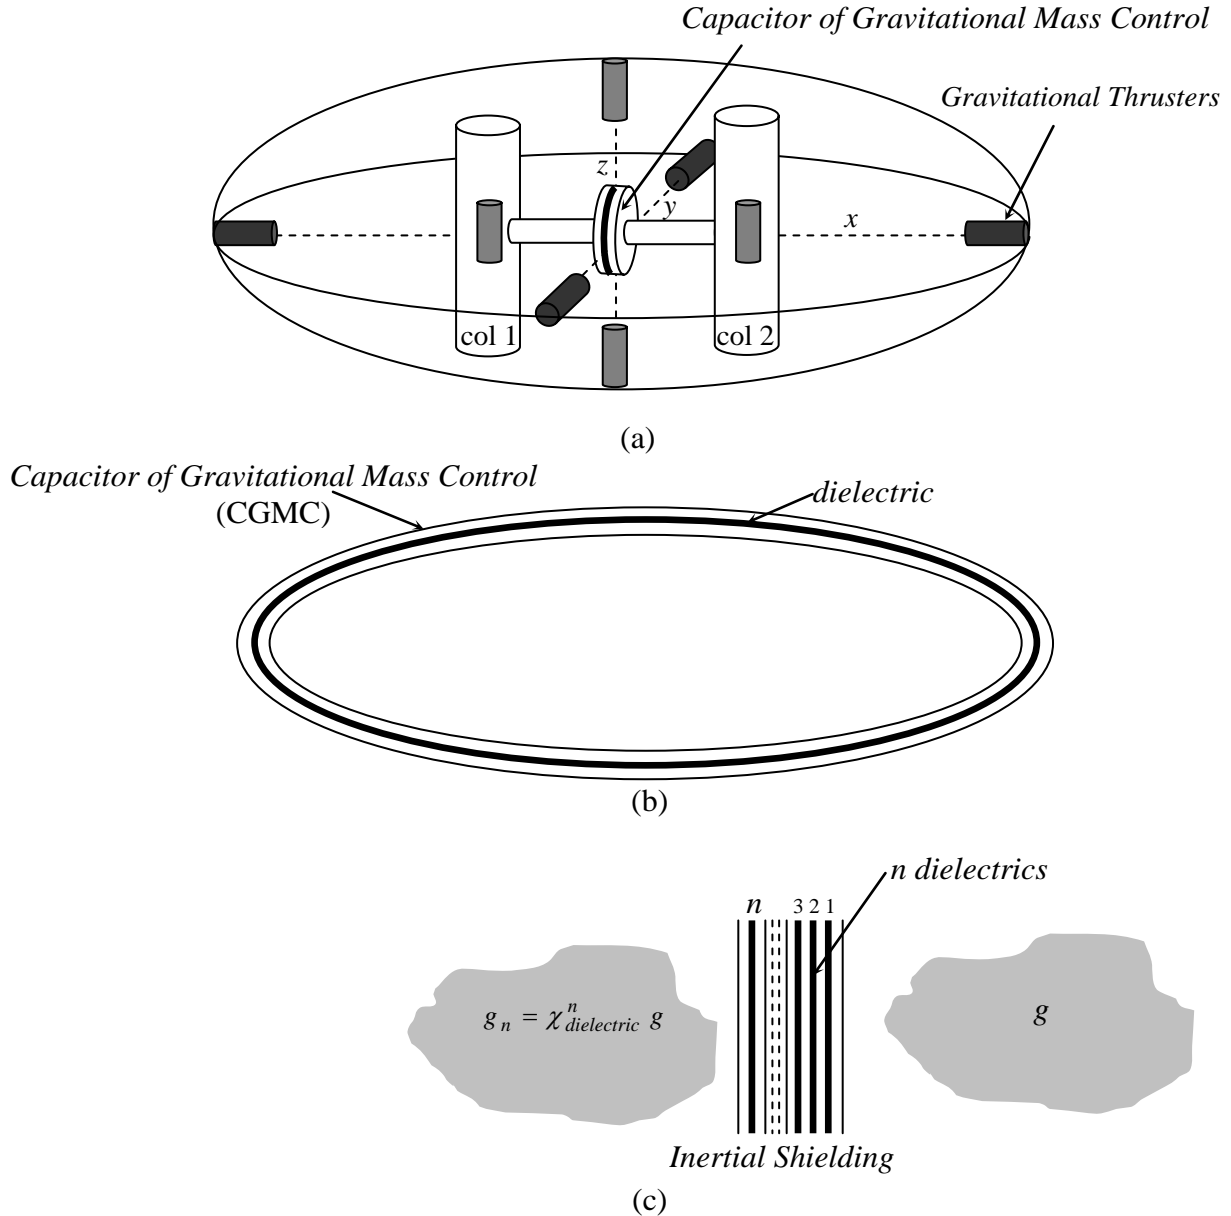 Capacitor of Gravitational Mass Control
Gravitational Thrusters
z
y
x
col 1
col 2
(a)
Capacitor of Gravitational Mass Control
(CGMC)
dielectric
(b)
n dielectrics
n 3 2 1
g_n = χ^n_dielectric g
g
Inertial Shielding
(c)